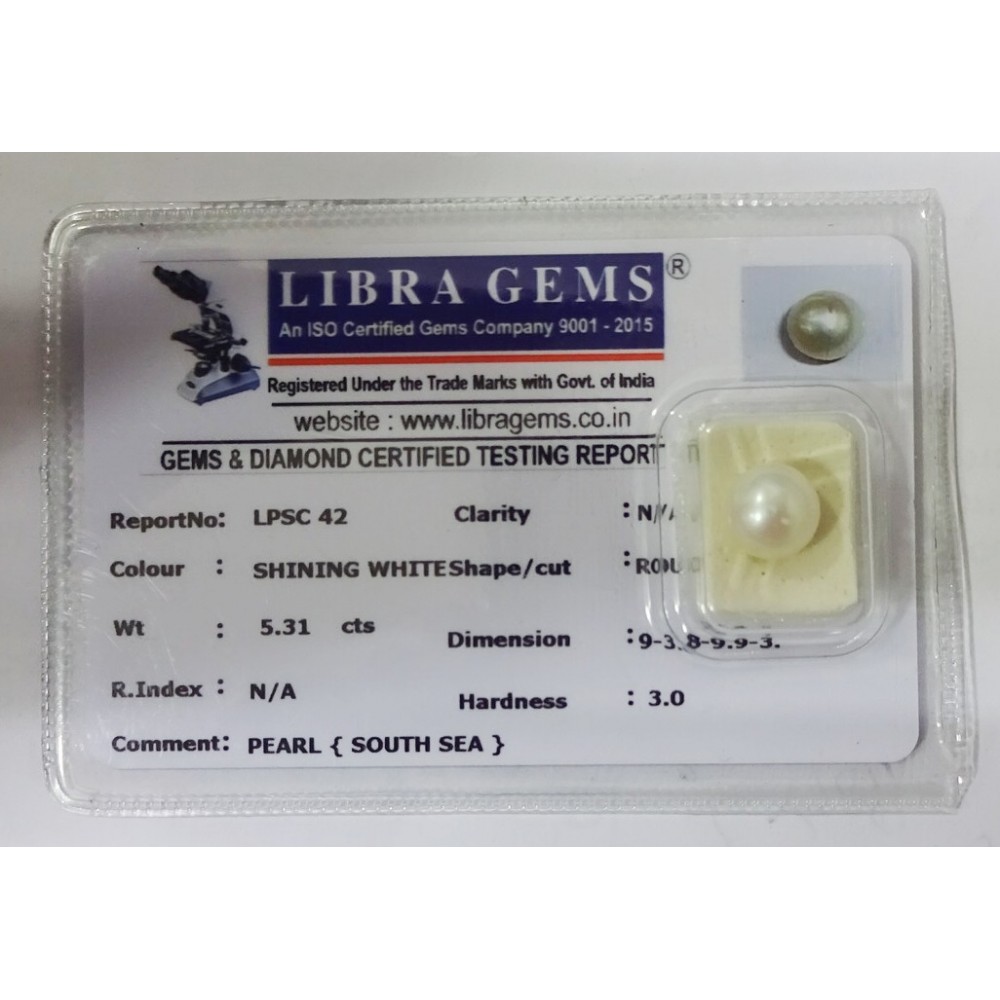 LIBRA GEMS ®
An ISO Certified Gems Company 9001 - 2015
Registered Under the Trade Marks with Govt. of India
website : www.libragems.co.in
GEMS & DIAMOND CERTIFIED TESTING REPORT
ReportNo: LPSC 42 Clarity :
Colour : SHINING WHITE Shape/cut :
Wt : 5.31 cts Dimension :
R.Index : N/A Hardness : 3.0
Comment: PEARL { SOUTH SEA }